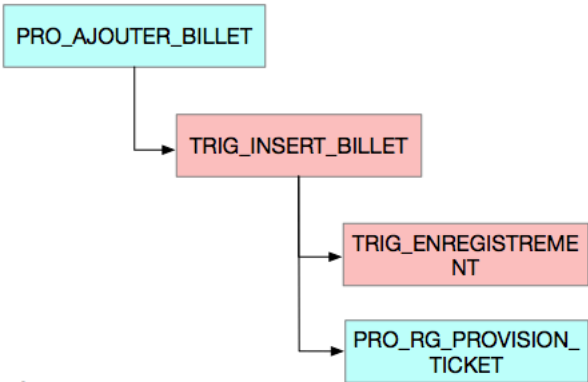 PRO_AJOUTER_BILLET
TRIG_INSERT_BILLET
TRIG_ENREGISTREME
NT
PRO_RG_PROVISION_
TICKET